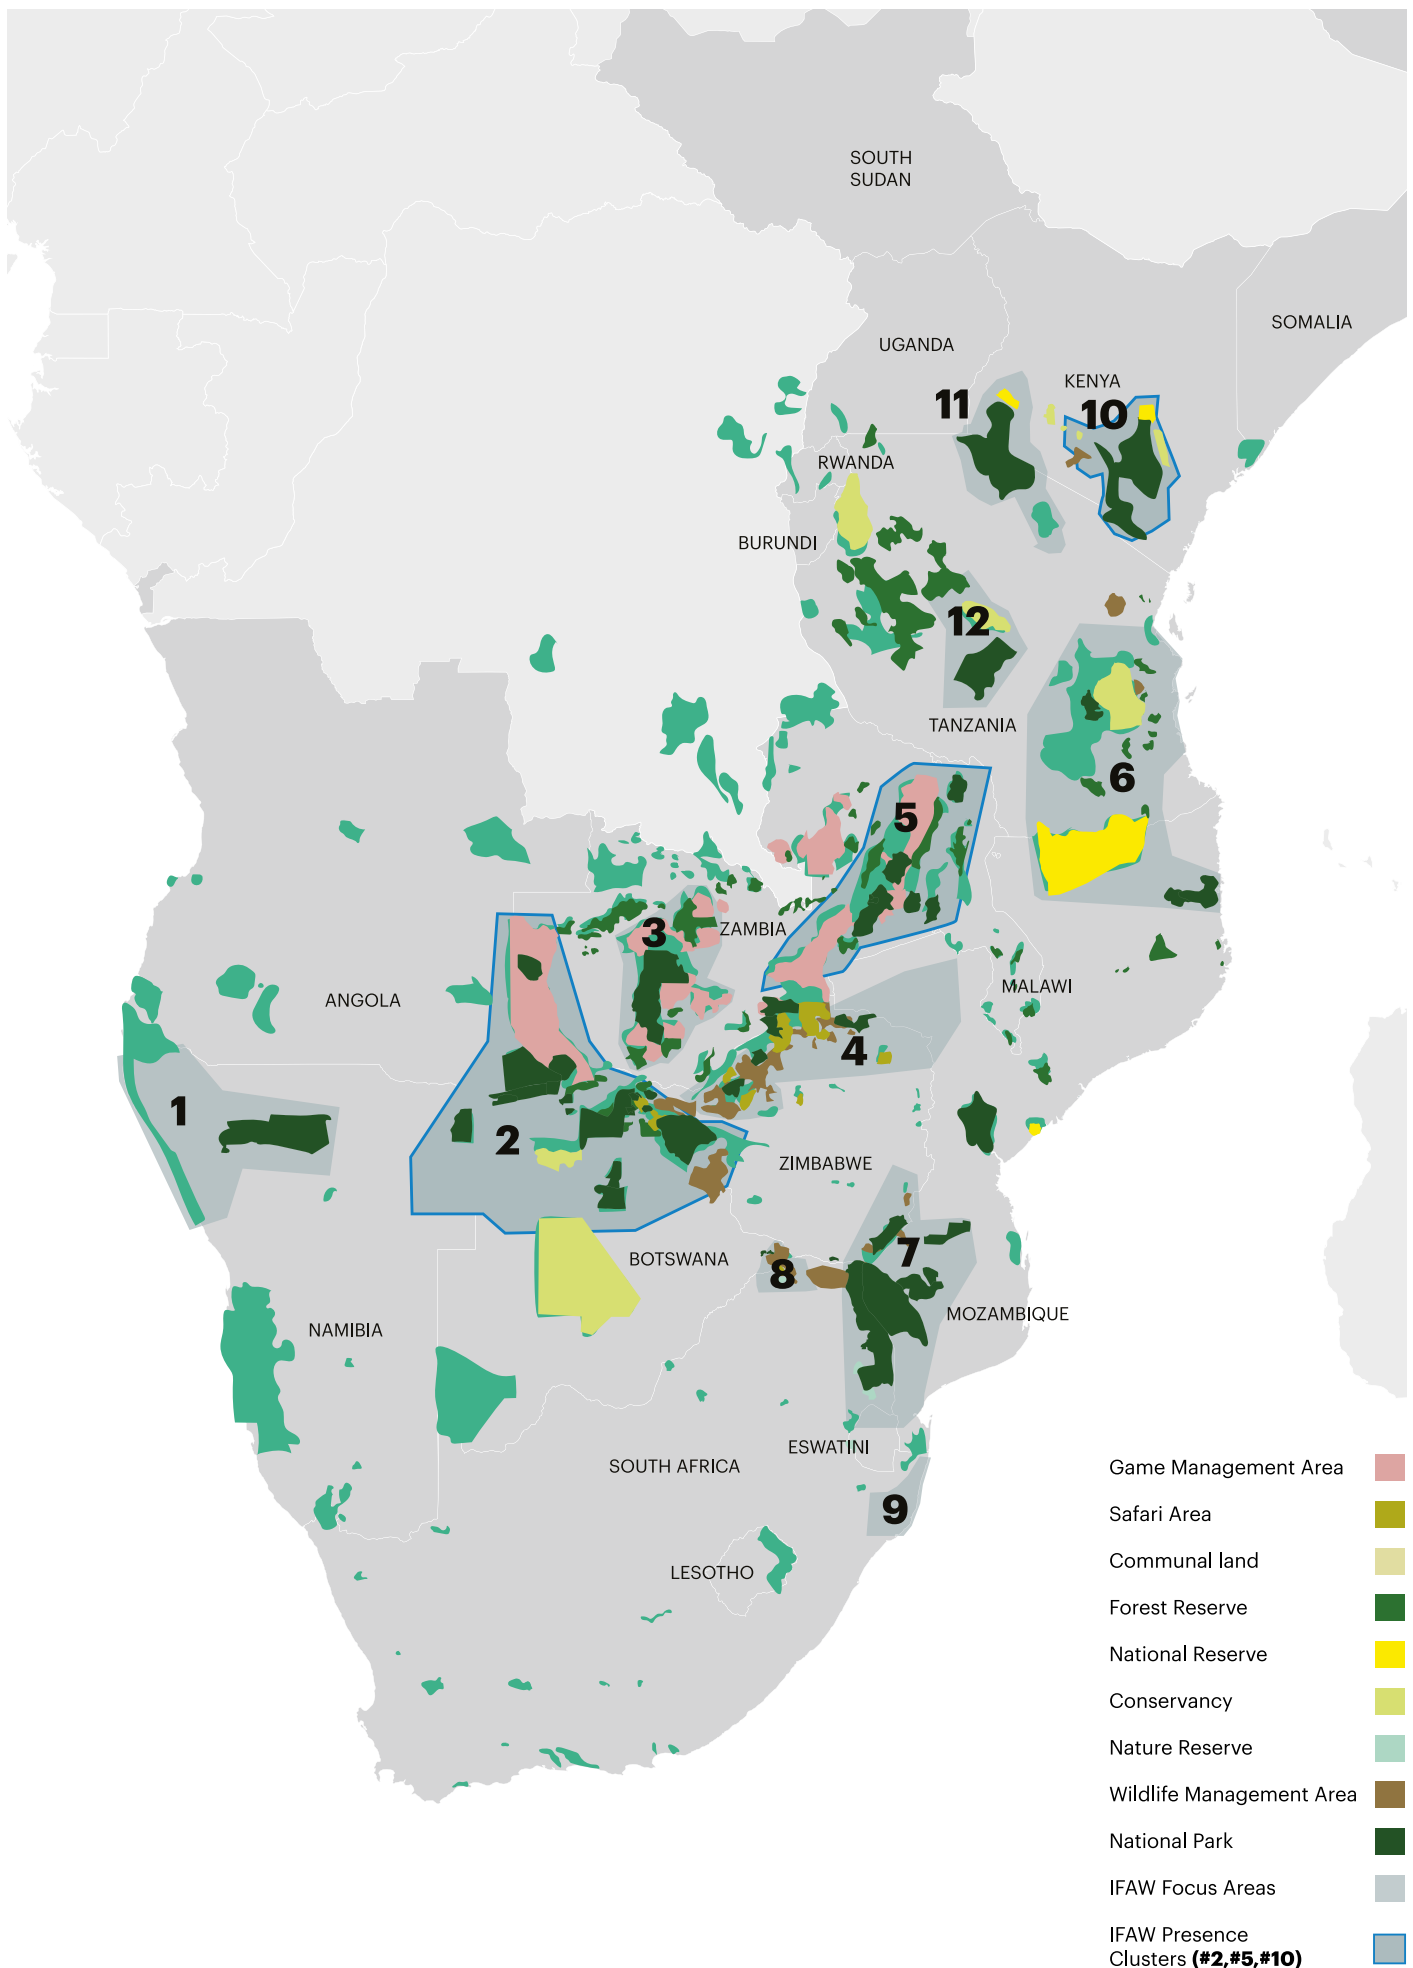 SOUTH
SUDAN
SOMALIA
UGANDA
KENYA
11
10
RWANDA
BURUNDI
12
TANZANIA
6
5
3
ZAMBIA
MALAWI
ANGOLA
4
1
2
ZIMBABWE
7
BOTSWANA
8
MOZAMBIQUE
NAMIBIA
ESWATINI
SOUTH AFRICA
9
LESOTHO
Game Management Area
Safari Area
Communal land
Forest Reserve
National Reserve
Conservancy
Nature Reserve
Wildlife Management Area
National Park
IFAW Focus Areas
IFAW Presence
Clusters (#2,#5,#10)